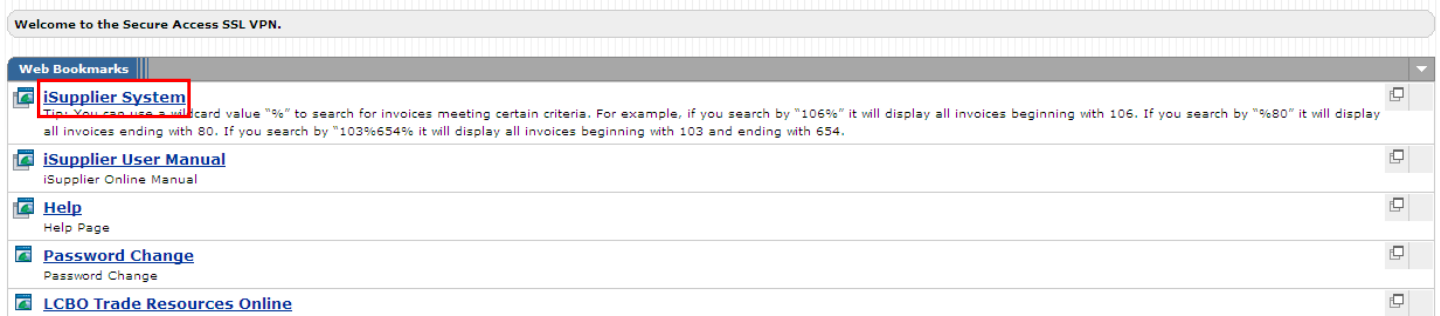 Welcome to the Secure Access SSL VPN.
Web Bookmarks
iSupplier System
Tip: You can use a wildcard value "%" to search for invoices meeting certain criteria. For example, if you search by "106%" it will display all invoices beginning with 106. If you search by "%80" it will display
all invoices ending with 80. If you search by "103%654% it will display all invoices beginning with 103 and ending with 654.
iSupplier User Manual
iSupplier Online Manual
Help
Help Page
Password Change
Password Change
LCBO Trade Resources Online